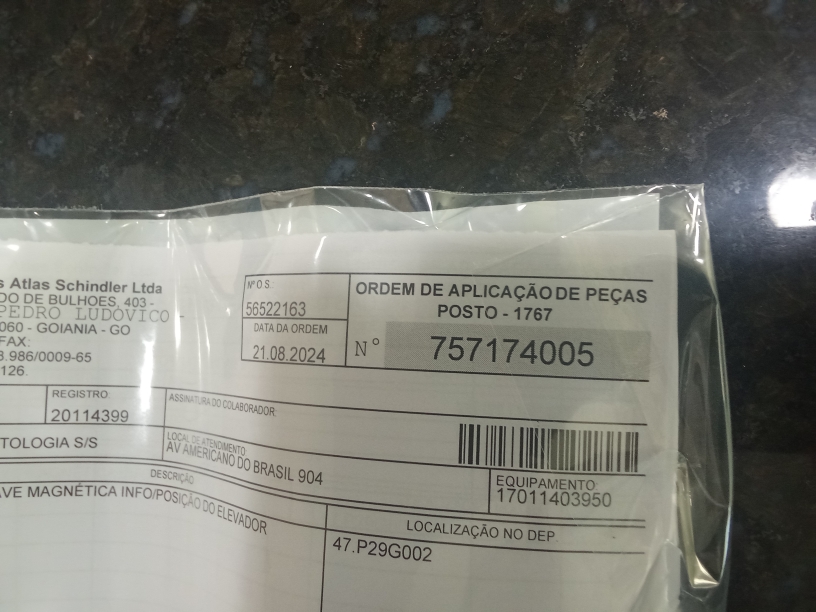 s Atlas Schindler Ltda
DO DE BULHOES, 403 -
PEDRO LUDOVICO -
060 - GOIANIA - GO
FAX:
8.986/0009-65
126.
Nº O.S.
56522163
DATA DA ORDEM
21.08.2024
ORDEM DE APLICAÇÃO DE PEÇAS
POSTO - 1767
N° 757174005
REGISTRO:
20114399
ASSINATURA DO COLABORADOR:
TOLOGIA S/S
LOCAL DE ATENDIMENTO
AV AMERICANO DO BRASIL 904
EQUIPAMENTO:
17011403950
DESCRIÇÃO
AVE MAGNÉTICA INFO/POSIÇÃO DO ELEVADOR
LOCALIZAÇÃO NO DEP.
47.P29G002